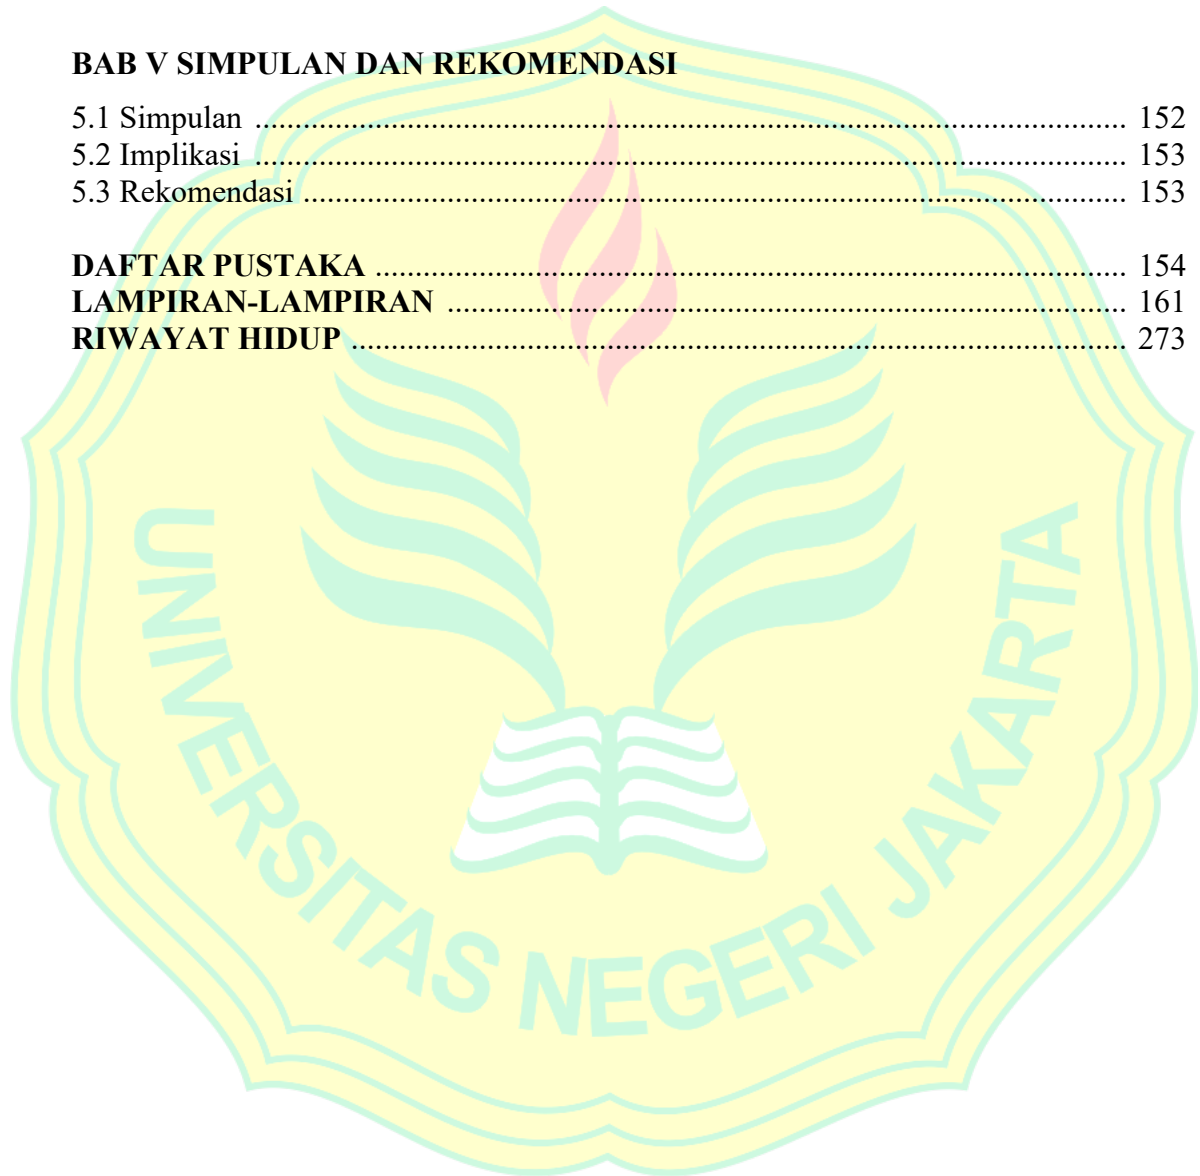 BAB V SIMPULAN DAN REKOMENDASI
5.1 Simpulan ............................................................................................................. 152
5.2 Implikasi ............................................................................................................. 153
5.3 Rekomendasi ....................................................................................................... 153
DAFTAR PUSTAKA .............................................................................................. 154
LAMPIRAN-LAMPIRAN ..................................................................................... 161
RIWAYAT HIDUP ................................................................................................. 273
UNIVERSITAS NEGERI JAKARTA